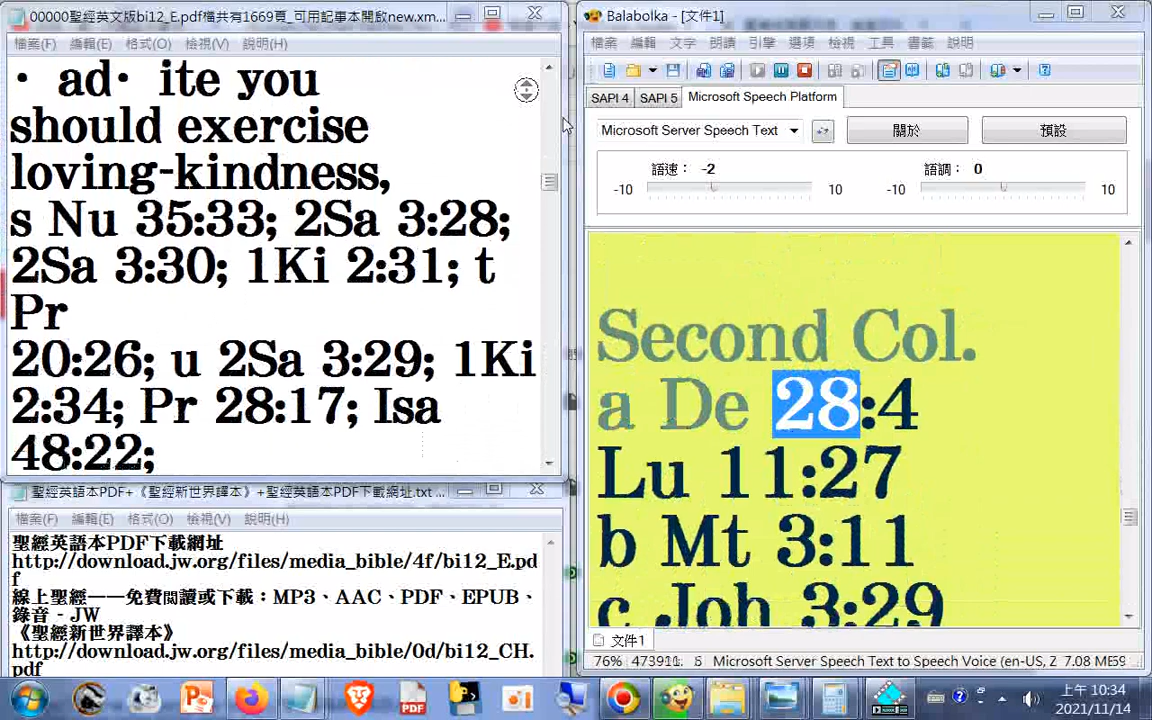 00000聖經英文版bi12_E.pdf檔共有1669頁_可用記事本開啟new.xm...
檔案(F) 編輯(E) 格式(O) 檢視(V) 說明(H)
· ad· ite you
should exercise
loving-kindness,
s Nu 35:33; 2Sa 3:28;
2Sa 3:30; 1Ki 2:31; t
Pr
20:26; u 2Sa 3:29; 1Ki
2:34; Pr 28:17; Isa
48:22;
聖經英語本PDF+《聖經新世界譯本》+聖經英語本PDF下載網址.txt ...
檔案(F) 編輯(E) 格式(O) 檢視(V) 說明(H)
聖經英語本PDF下載網址
http://download.jw.org/files/media_bible/4f/bi12_E.pd
f
線上聖經——免費閱讀或下載：MP3、AAC、PDF、EPUB、
錄音 - JW
《聖經新世界譯本》
http://download.jw.org/files/media_bible/0d/bi12_CH.
pdf
Balabolka - [文件1]
檔案 編輯 文字 朗讀 引擎 選項 檢視 工具 書籤 說明
SAPI 4 SAPI 5 Microsoft Speech Platform
Microsoft Server Speech Text 關於 預設
語速： -2 語調： 0
-10 10 -10 10
Second Col.
a De 28:4
Lu 11:27
b Mt 3:11
c Joh 3:29
文件1
76% 473911. 6 Microsoft Server Speech Text to Speech Voice (en-US, Z 7.08 ME59
上午 10:34
2021/11/14